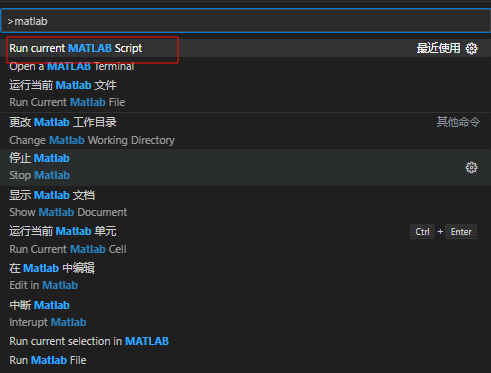 >matlab
Run current MATLAB Script 最近使用
Open a MATLAB Terminal
运行当前 Matlab 文件
Run Current Matlab File
更改 Matlab 工作目录 其他命令
Change Matlab Working Directory
停止 Matlab
Stop Matlab
显示 Matlab 文档
Show Matlab Document
运行当前 Matlab 单元 Ctrl + Enter
Run Current Matlab Cell
在 Matlab 中编辑
Edit in Matlab
中断 Matlab
Interupt Matlab
Run current selection in MATLAB
Run Matlab File